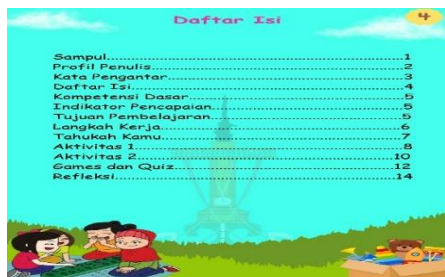 Daftar Isi
4
Sampul.................................................................1
Profil Penulis.........................................................2
Kata Pengantar.........................................................3
Daftar Isi.............................................................4
Kompetensi Dasar.......................................................5
Indikator Pencapaian...................................................5
Tujuan Pembelajaran....................................................5
Langkah Kerja..........................................................6
Tahukah Kamu...........................................................7
Aktivitas 1............................................................8
Aktivitas 2............................................................10
Games dan Quiz.........................................................12
Refleksi...............................................................14